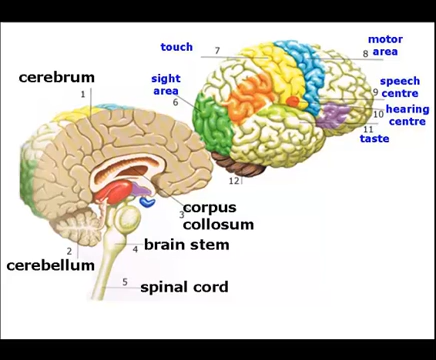 touch
7
motor
area
8
cerebrum
1
sight
area
6
speech
centre
9
hearing
centre
10
11
taste
12
3
corpus
collosum
2
4
brain stem
cerebellum
5
spinal cord